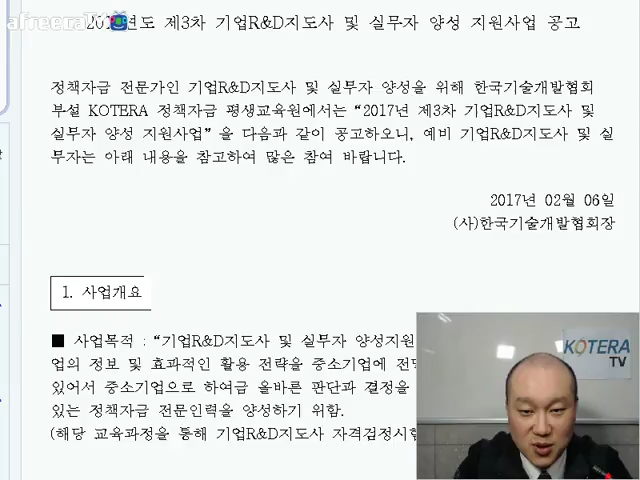 afreecaTV
2017년도 제3차 기업R&D지도사 및 실무자 양성 지원사업 공고
정책자금 전문가인 기업R&D지도사 및 실무자 양성을 위해 한국기술개발협회
부설 KOTERA 정책자금 평생교육원에서는 “2017년 제3차 기업R&D지도사 및
실무자 양성 지원사업” 을 다음과 같이 공고하오니, 예비 기업R&D지도사 및 실
무자는 아래 내용을 참고하여 많은 참여 바랍니다.
2017년 02월 06일
(사)한국기술개발협회장
1. 사업개요
■ 사업목적 : “기업R&D지도사 및 실무자 양성지원
업의 정보 및 효과적인 활용 전략을 중소기업에 전
있어서 중소기업으로 하여금 올바른 판단과 결정을
있는 정책자금 전문인력을 양성하기 위함.
(해당 교육과정을 통해 기업R&D지도사 자격검정시험
KOTERA
TV